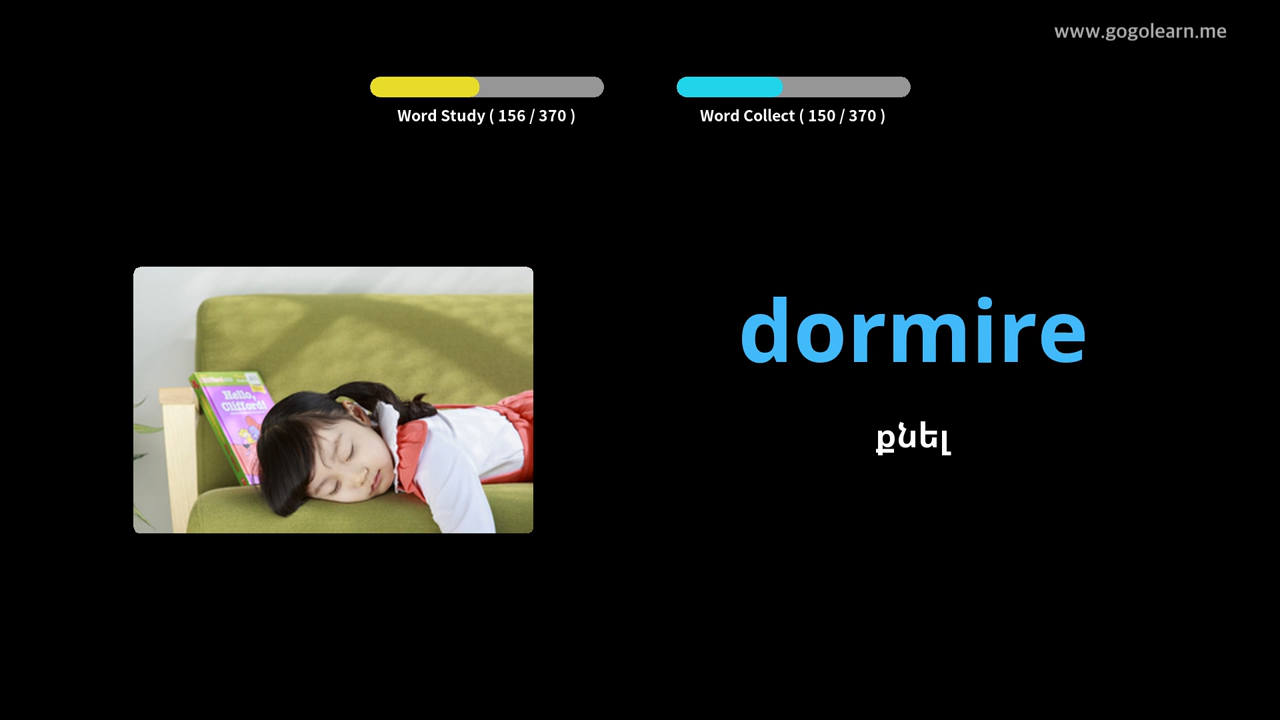 www.gogolearn.me
Word Study ( 156 / 370 )
Word Collect ( 150 / 370 )
dormire
քնել
Hello,
Clifford!